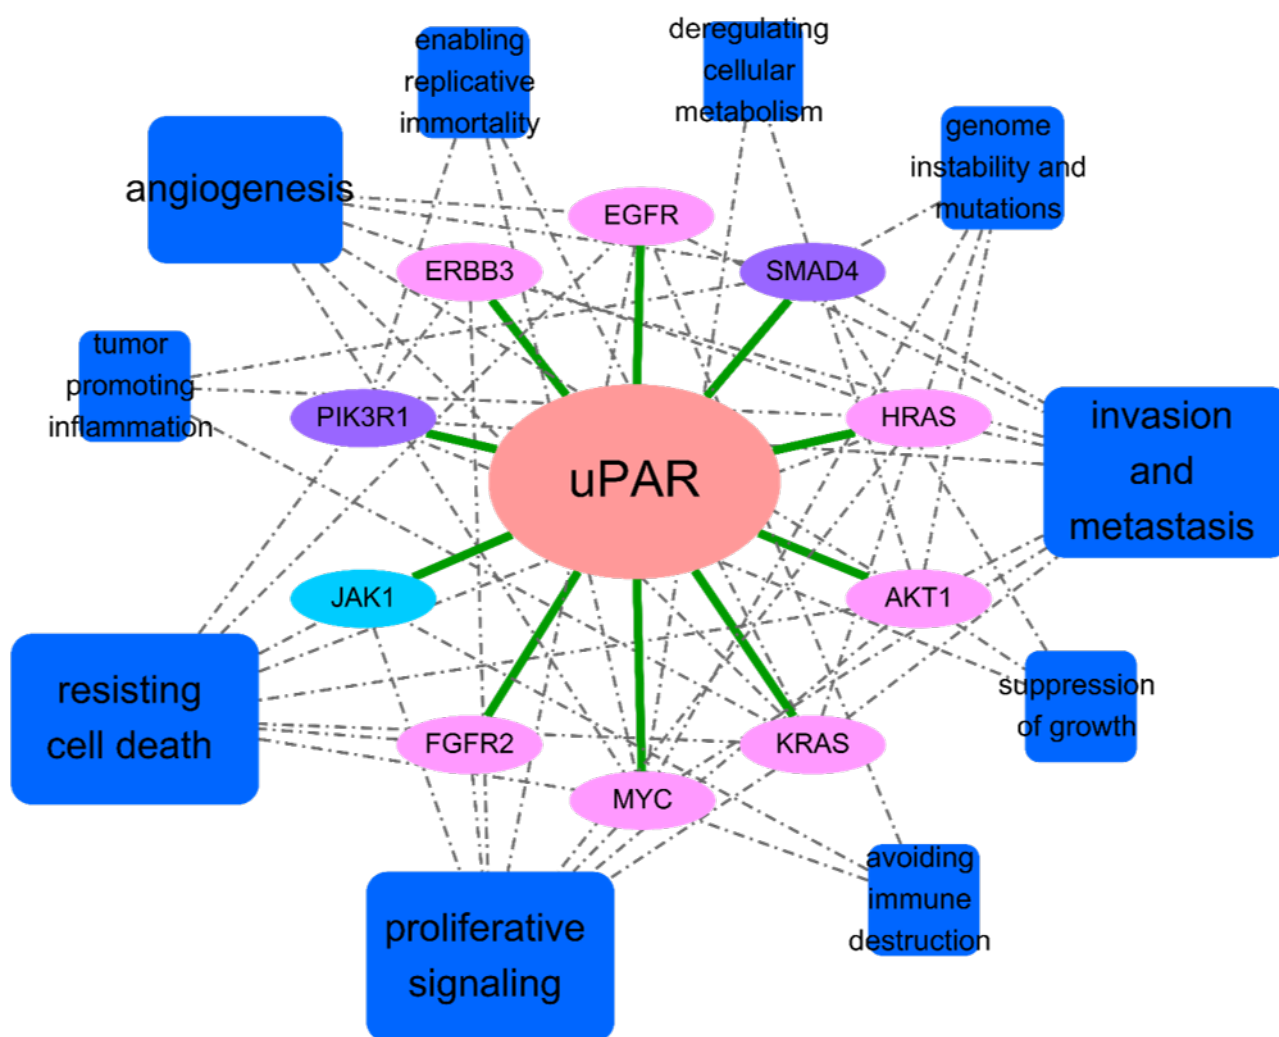 enabling
replicative
immortality
deregulating
cellular
metabolism
genome
instability and
mutations
angiogenesis
EGFR
ERBB3
SMAD4
tumor
promoting
inflammation
PIK3R1
HRAS
invasion
and
metastasis
uPAR
JAK1
AKT1
resisting
cell death
suppression
of growth
FGFR2
KRAS
MYC
avoiding
immune
destruction
proliferative
signaling